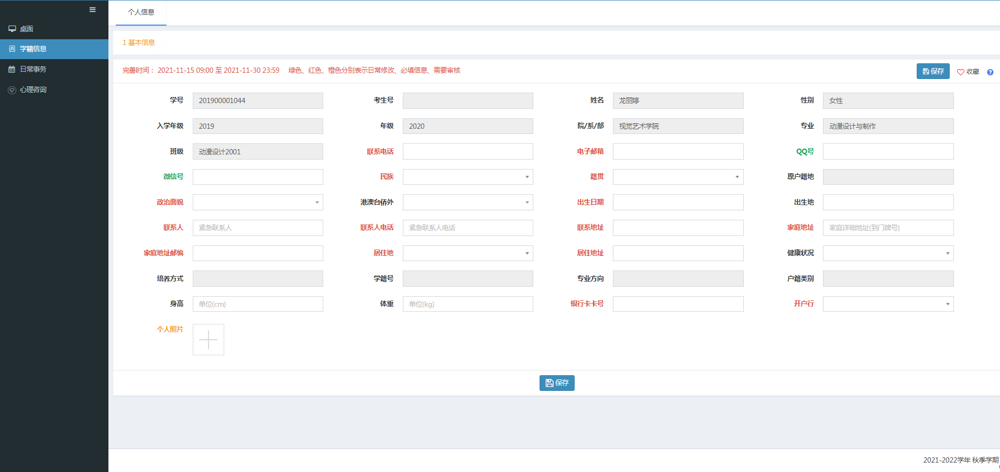 个人信息
桌面
学籍信息
日常事务
心理咨询
1 基本信息
完善时间： 2021-11-15 09:00 至 2021-11-30 23:59 绿色、红色、橙色分别表示日常修改、必填信息、需要审核
保存 收藏 ?
学号 201900001044 考生号 姓名 龙丽婷 性别 女性
入学年级 2019 年级 2020 院/系/部 视觉艺术学院 专业 动漫设计与制作
班级 动漫设计2001 联系电话 电子邮箱 QQ号
微信号 民族 籍贯 原户籍地
政治面貌 港澳台侨外 出生日期 出生地
联系人 紧急联系人 联系人电话 紧急联系人电话 联系地址 家庭地址 家庭详细地址(到门牌号)
家庭地址邮编 居住地 居住地址 健康状况
培养方式 学籍号 专业方向 户籍类别
身高 单位(cm) 体重 单位(kg) 银行卡卡号 开户行
个人照片
保存
2021-2022学年 秋季学期